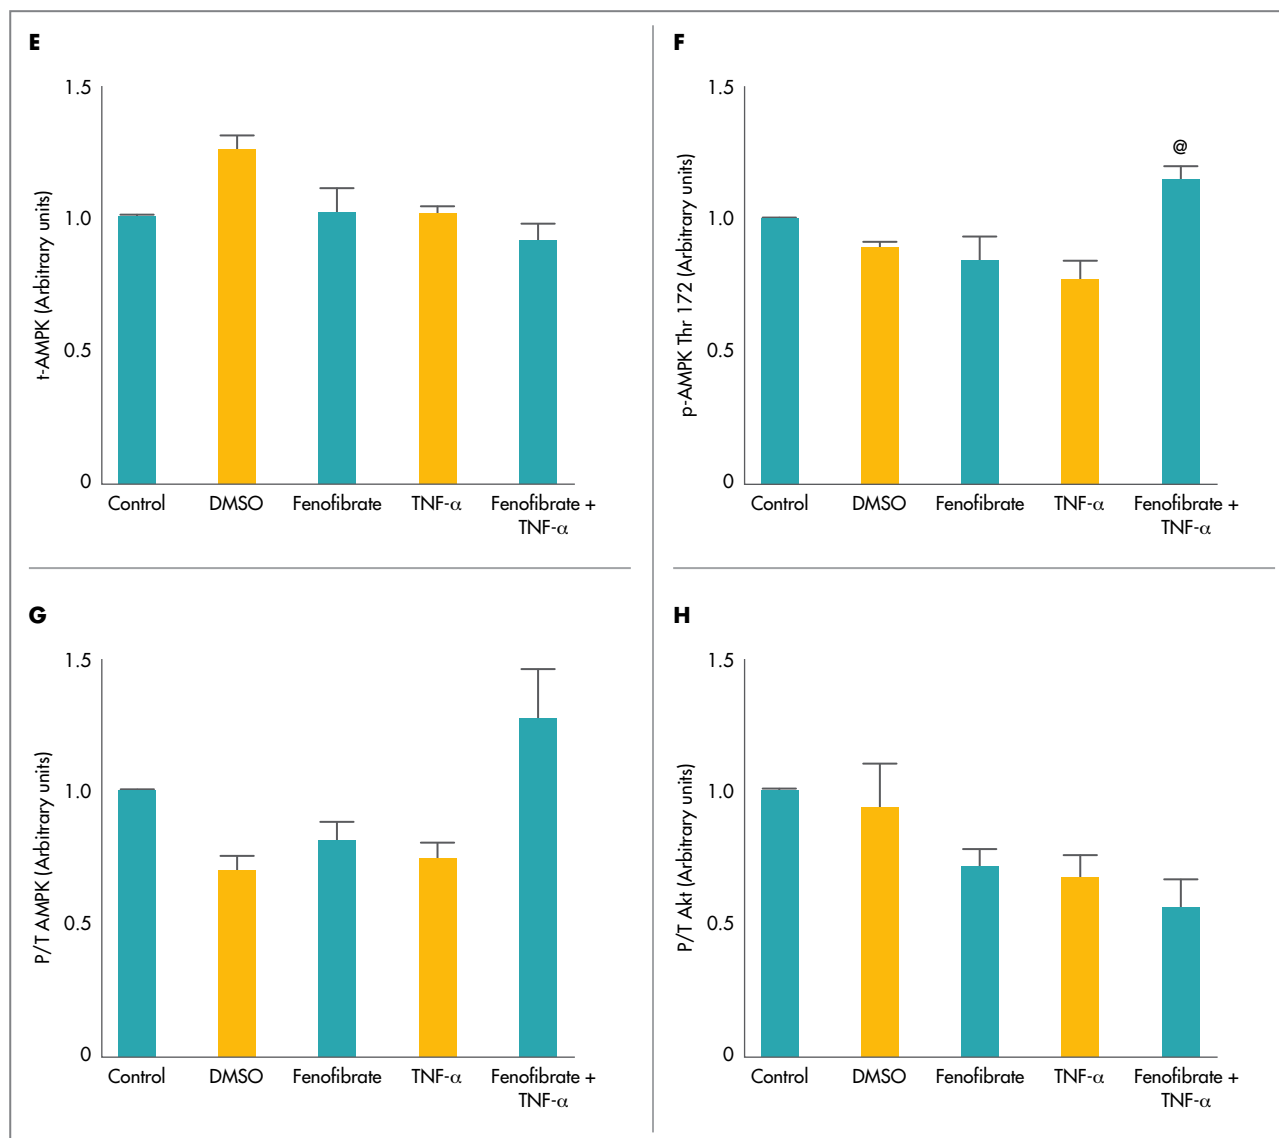 E
t-AMPK (Arbitrary units)
1.5
1.0
0.5
0
Control DMSO Fenofibrate TNF-α Fenofibrate +
TNF-α
F
p-AMPK Thr 172 (Arbitrary units)
1.5
1.0
0.5
0
@
Control DMSO Fenofibrate TNF-α Fenofibrate +
TNF-α
G
P/T AMPK (Arbitrary units)
1.5
1.0
0.5
0
Control DMSO Fenofibrate TNF-α Fenofibrate +
TNF-α
H
P/T Akt (Arbitrary units)
1.5
1.0
0.5
0
Control DMSO Fenofibrate TNF-α Fenofibrate +
TNF-α